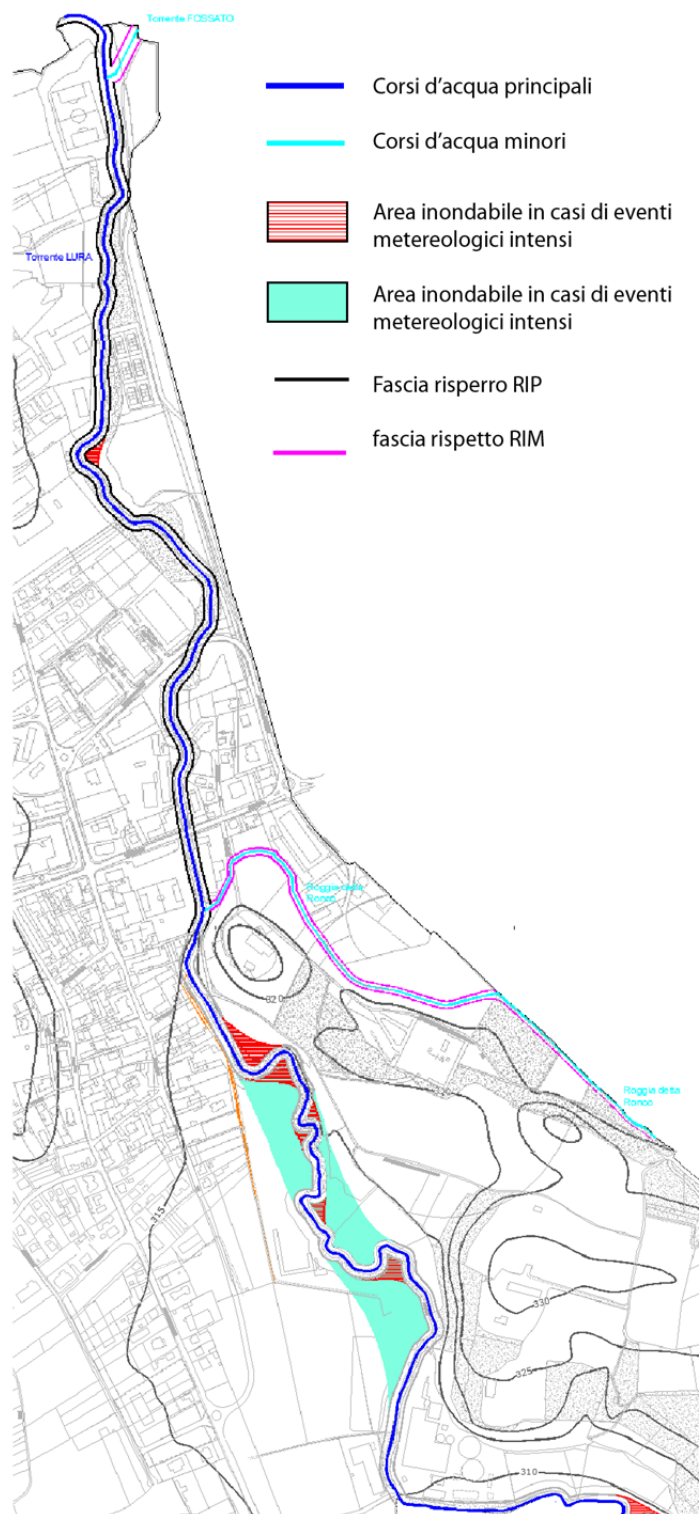 Torrente FOSSATO
Corsi d'acqua principali
Corsi d'acqua minori
Area inondabile in casi di eventi
metereologici intensi
Torrente LURA
Area inondabile in casi di eventi
metereologici intensi
Fascia risperro RIP
fascia rispetto RIM
Roggia della
Ronco
320
Roggia della
Ronco
315
330
325
310